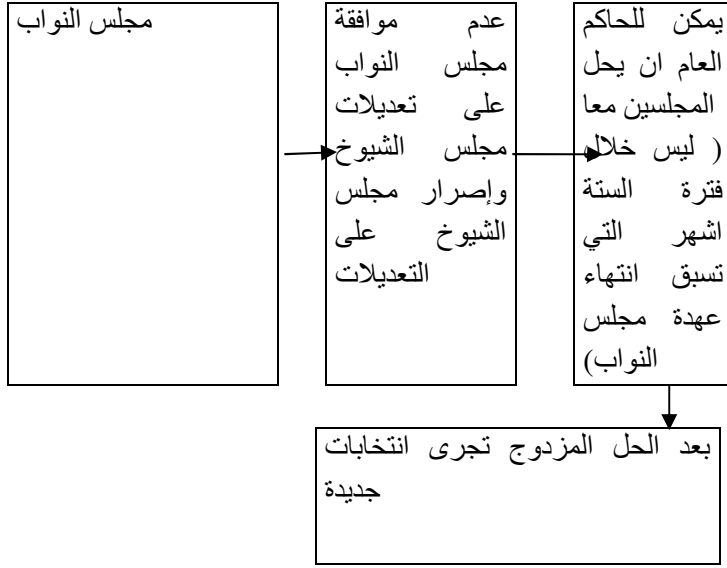 مجلس النواب
عدم موافقة
مجلس النواب
على تعديلات
مجلس الشيوخ
وإصرار مجلس
الشيوخ على
التعديلات
يمكن للحاكم
العام ان يحل
المجلسين معا
( ليس خلال
فترة الستة
اشهر التي
تسبق انتهاء
عهدة مجلس
النواب)
بعد الحل المزدوج تجرى انتخابات
جديدة